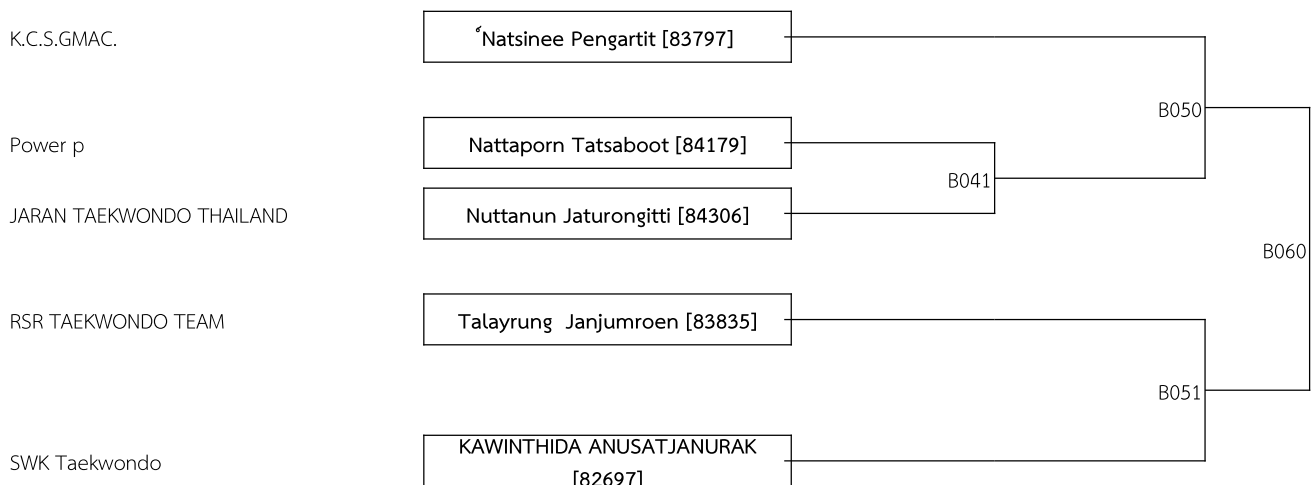 K.C.S.GMAC.
์Natsinee Pengartit [83797]
B050
Power p
Nattaporn Tatsaboot [84179]
B041
JARAN TAEKWONDO THAILAND
Nuttanun Jaturongitti [84306]
B060
RSR TAEKWONDO TEAM
Talayrung  Janjumroen [83835]
B051
SWK Taekwondo
KAWINTHIDA ANUSATJANURAK
[82697]